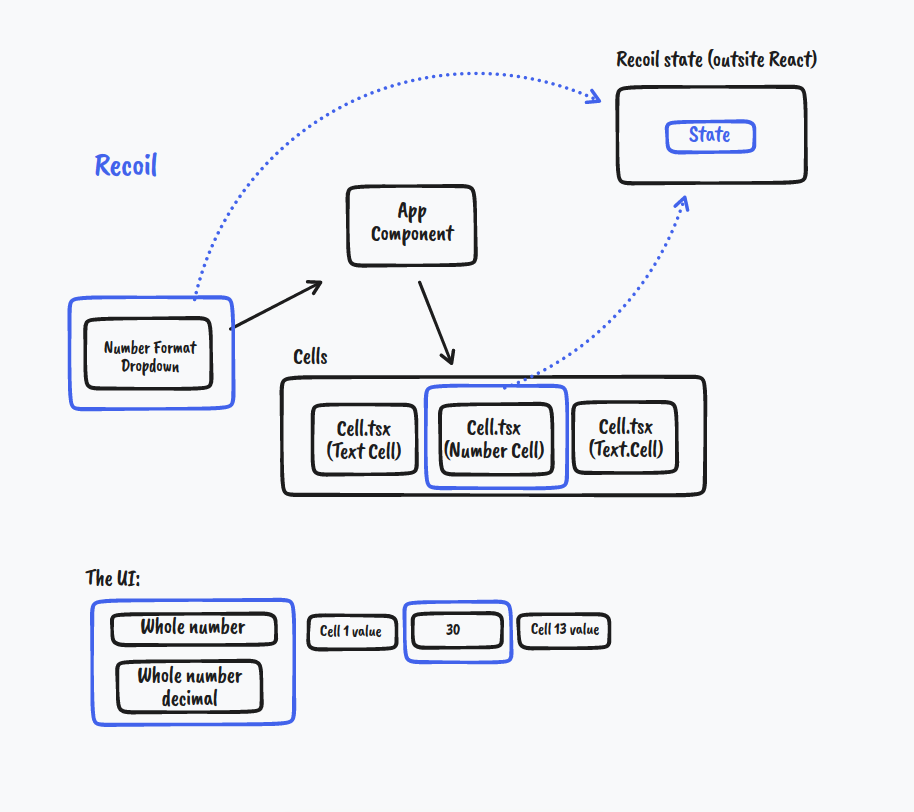 Recoil state (outsite React)
State
Recoil
App
Component
Number Format
Dropdown
Cells
Cell.tsx
(Text Cell)
Cell.tsx
(Number Cell)
Cell.tsx
(Text.Cell)
The UI:
Whole number
Cell 1 value
30
Cell 13 value
Whole number
decimal